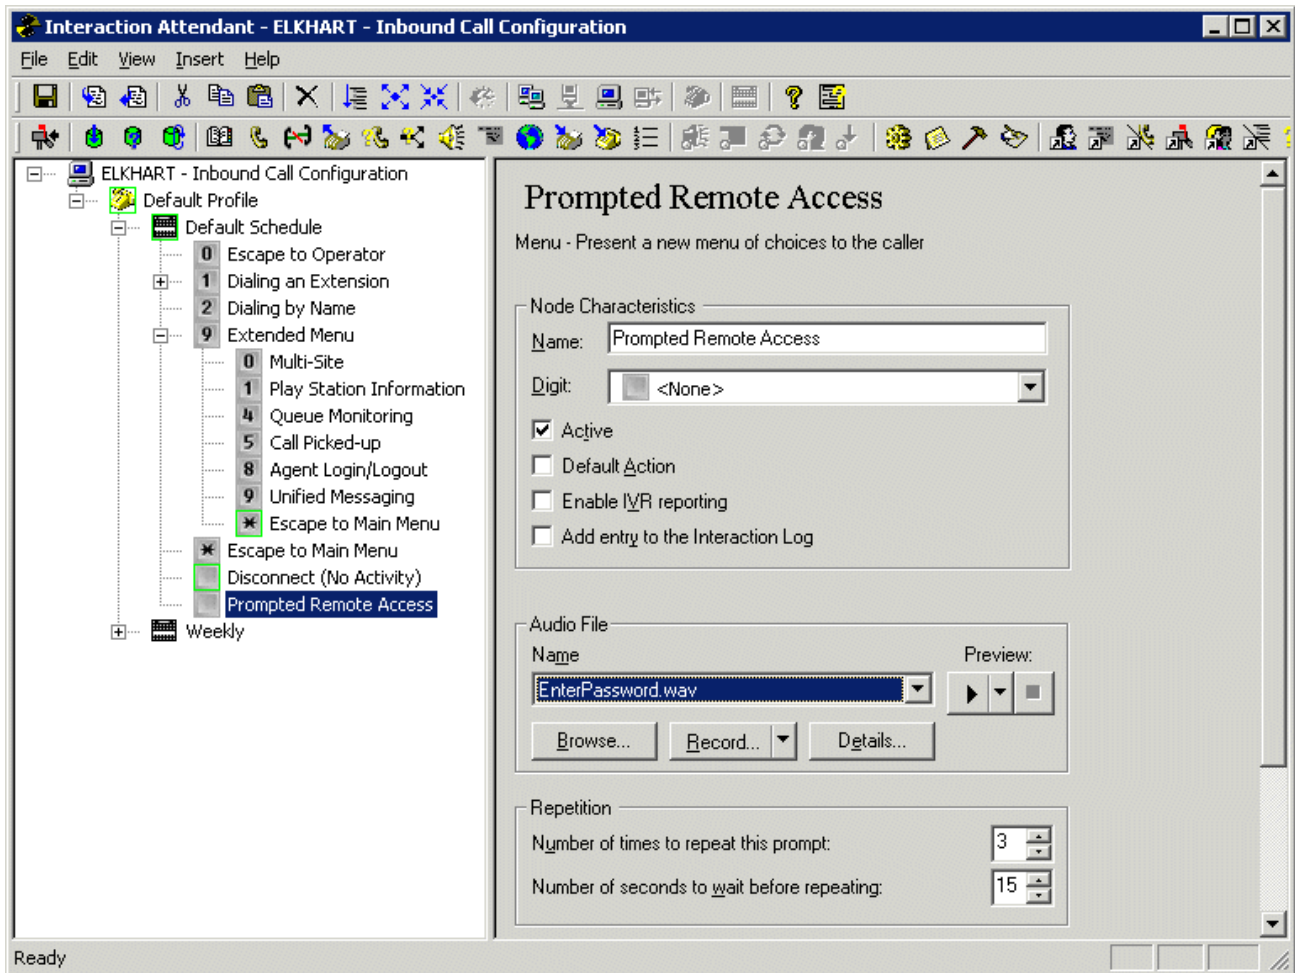 Interaction Attendant - ELKHART - Inbound Call Configuration
File Edit View Insert Help
ELKHART - Inbound Call Configuration
Default Profile
Default Schedule
0 Escape to Operator
1 Dialing an Extension
2 Dialing by Name
9 Extended Menu
0 Multi-Site
1 Play Station Information
4 Queue Monitoring
5 Call Picked-up
8 Agent Login/Logout
9 Unified Messaging
* Escape to Main Menu
* Escape to Main Menu
Disconnect (No Activity)
Prompted Remote Access
Weekly
Prompted Remote Access
Menu - Present a new menu of choices to the caller
Node Characteristics
Name: Prompted Remote Access
Digit: <None>
Active
Default Action
Enable IVR reporting
Add entry to the Interaction Log
Audio File
Name Preview:
EnterPassword.wav
Browse... Record... Details...
Repetition
Number of times to repeat this prompt: 3
Number of seconds to wait before repeating: 15
Ready